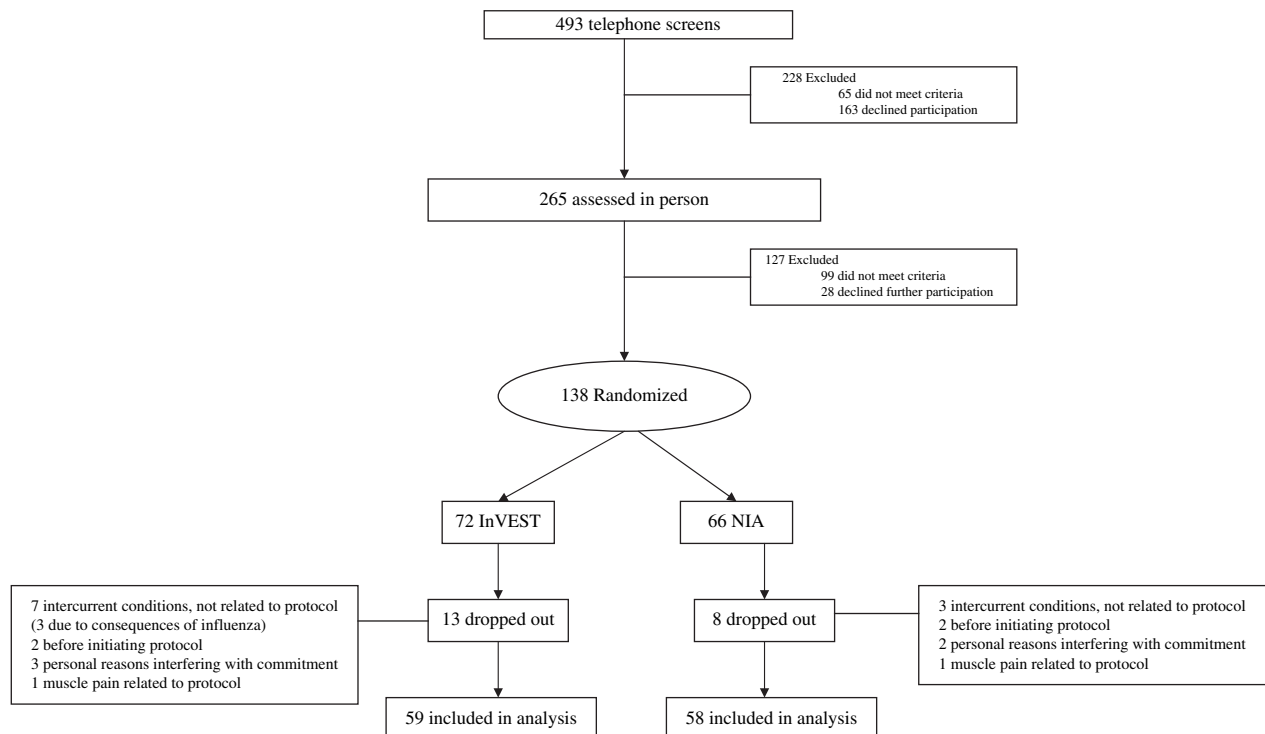 493 telephone screens
228 Excluded
65 did not meet criteria
163 declined participation
265 assessed in person
127 Excluded
99 did not meet criteria
28 declined further participation
138 Randomized
72 InVEST
66 NIA
7 intercurrent conditions, not related to protocol
(3 due to consequences of influenza)
2 before initiating protocol
3 personal reasons interfering with commitment
1 muscle pain related to protocol
13 dropped out
8 dropped out
3 intercurrent conditions, not related to protocol
2 before initiating protocol
2 personal reasons interfering with commitment
1 muscle pain related to protocol
59 included in analysis
58 included in analysis